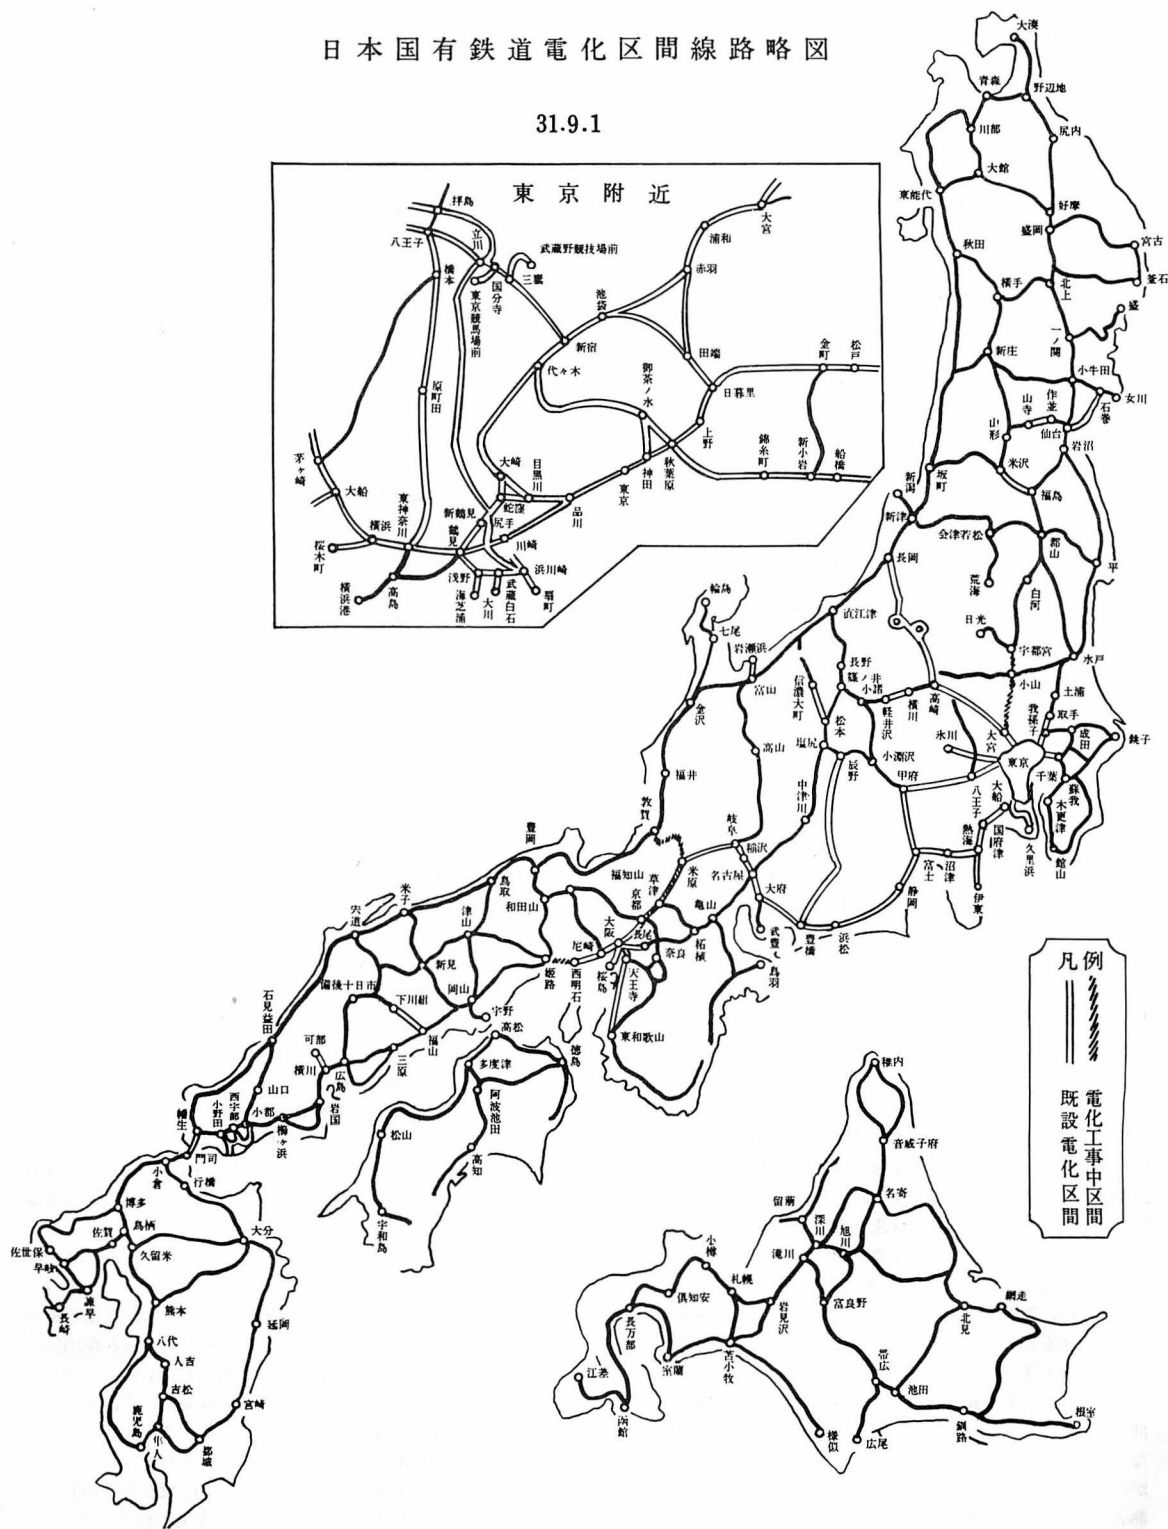 日本国有鉄道電化区間線路略図
31.9.1
東京附近
拝島
八王子
立川
橋本
東京競馬場前
国分寺
三鷹
武蔵野競技場前
大宮
浦和
赤羽
池袋
新宿
代々木
御茶ノ水
田端
日暮里
金町
松戸
原町田
上野
秋葉原
神田
東京
錦糸町
新小岩
船橋
茅ヶ崎
大船
横浜
東神奈川
桜木町
横浜港
高島
新鶴見
鶴見
大崎
目黒川
蛇窪
品川
尻手
川崎
浜川崎
浅野
海芝浦
大川
武蔵白石
扇町
大湊
青森
野辺地
川部
尻内
大館
東能代
好摩
盛岡
宮古
秋田
横手
北上
釜石
盛
一ノ関
新庄
小牛田
山寺
作並
石巻
女川
山形
仙台
岩沼
米沢
福島
坂町
新潟
新津
会津若松
郡山
平
長岡
荒海
白河
日光
直江津
宇都宮
水戸
小山
輪島
七尾
岩瀬浜
富山
長野
篠ノ井
信濃大町
小諸
軽井沢
横川
高崎
土浦
取手
我孫子
成田
銚子
金沢
松本
塩尻
氷川
大宮
東京
千葉
蘇我
木更津
館山
高山
辰野
小淵沢
甲府
八王子
大船
国府津
久里浜
福井
中津川
熱海
敦賀
岐阜
稲沢
富士
沼津
伊東
静岡
豊岡
福知山
草津
米原
名古屋
大府
京都
亀山
武豊
豊橋
浜松
鳥取
和田山
米子
津山
宍道
大阪
長尾
尼崎
桜島
奈良
柘植
鳥羽
新見
姫路
西明石
天王寺
備後十日市
下川組
岡山
宇野
東和歌山
石見益田
可部
福山
高松
横川
広島
三原
多度津
徳島
山口
阿波池田
幡生
小野田
西宇部
小郡
櫛ヶ浜
岩国
松山
高知
門司
小倉
行橋
宇和島
博多
佐賀
鳥栖
大分
佐世保
早岐
久留米
諫早
長崎
熊本
延岡
八代
人吉
吉松
宮崎
鹿児島
隼人
都城
凡例
電化工事中区間
既設電化区間
稚内
音威子府
留萠
名寄
深川
旭川
小樽
滝川
札幌
倶知安
富良野
岩見沢
網走
北見
長万部
室蘭
苫小牧
帯広
池田
江差
函館
釧路
根室
様似
広尾